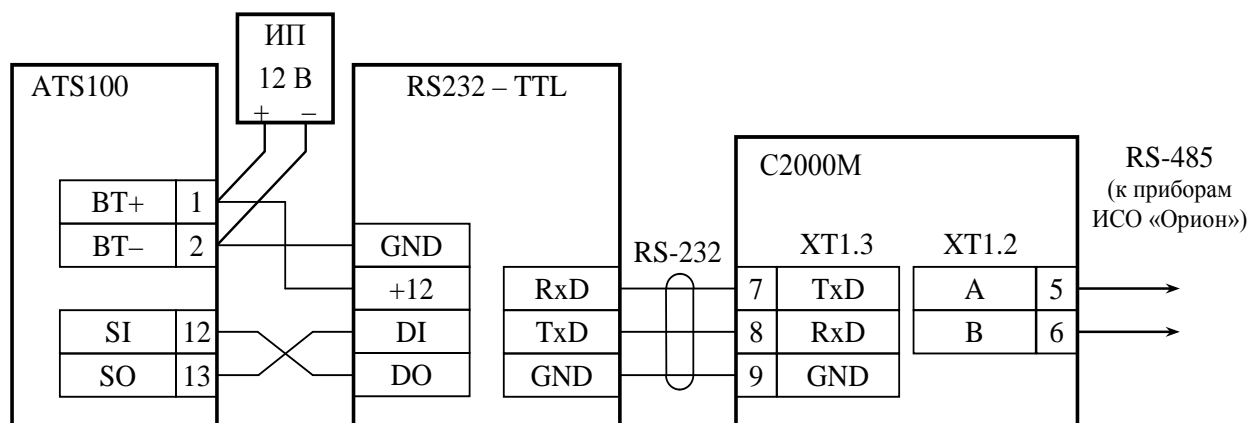 ИП
12 В
+ –
ATS100
BT+ 1
BT– 2
SI 12
SO 13
RS232 – TTL
GND
+12
DI
DO
RxD
TxD
GND
RS-232
С2000М
XT1.3
7 TxD
8 RxD
9 GND
XT1.2
A 5
B 6
RS-485
(к приборам
ИСО «Орион»)